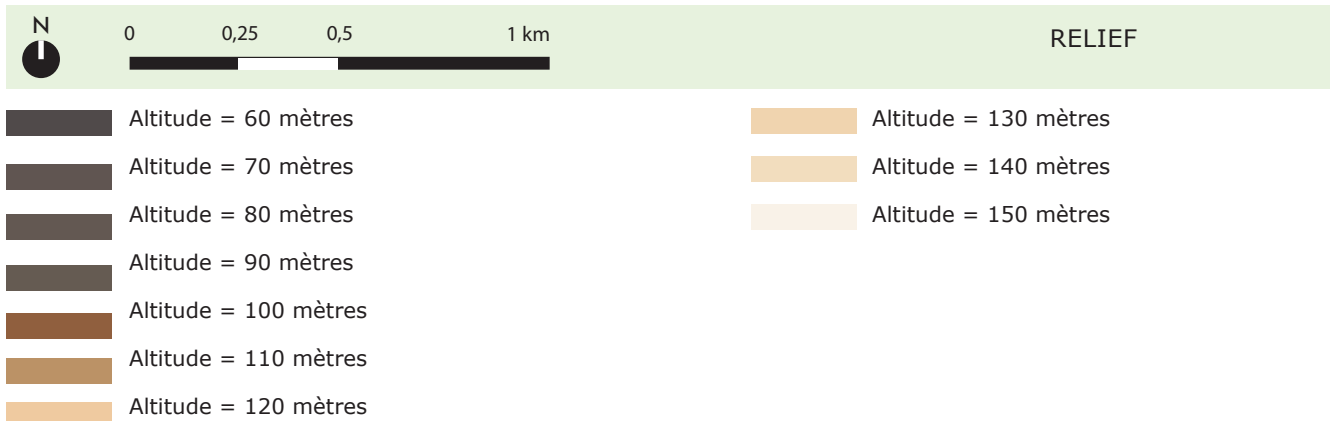 N
0 0,25 0,5 1 km
RELIEF
Altitude = 60 mètres
Altitude = 70 mètres
Altitude = 80 mètres
Altitude = 90 mètres
Altitude = 100 mètres
Altitude = 110 mètres
Altitude = 120 mètres
Altitude = 130 mètres
Altitude = 140 mètres
Altitude = 150 mètres